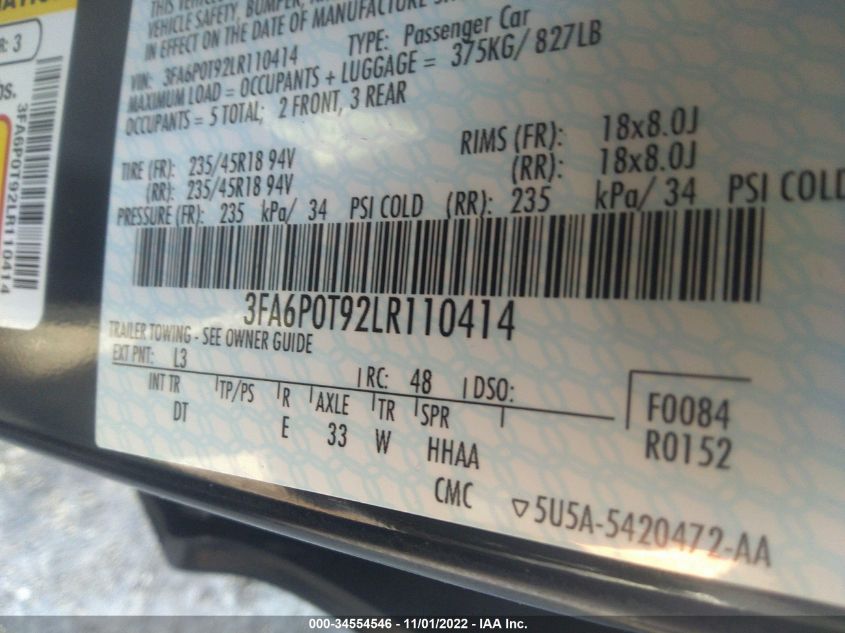 THIS VEHICLE
VEHICLE SAFETY, BUMPER,
IN EFFECT ON THE DATE OF MANUFACTURE
VIN: 3FA6P0T92LR110414 TYPE: Passenger Car
MAXIMUM LOAD = OCCUPANTS + LUGGAGE = 375KG/ 827LB
OCCUPANTS = 5 TOTAL; 2 FRONT, 3 REAR
TIRE (FR): 235/45R18 94V RIMS (FR): 18x8.0J
(RR): 235/45R18 94V (RR): 18x8.0J
PRESSURE (FR): 235 kPa/ 34 PSI COLD (RR): 235 kPa/ 34 PSI COLD
3FA6P0T92LR110414
TRAILER TOWING - SEE OWNER GUIDE
EXT PNT: L3 RC: 48 DSO:
INT TR TP/PS R AXLE TR SPR
DT E 33 W HHAA
CMC
F0084
R0152
▽5U5A-5420472-AA
R: 3
3FA6P0T92LR110414
000-34554546 - 11/01/2022 - IAA Inc.